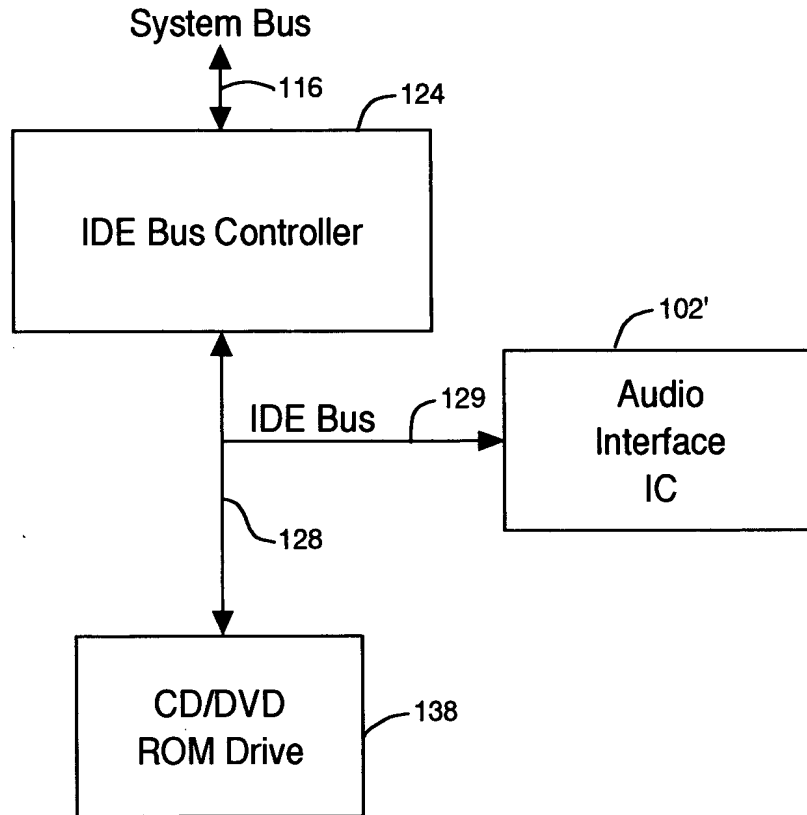 System Bus
116
124
IDE Bus Controller
102'
Audio
Interface
IC
129
IDE Bus
128
CD/DVD
ROM Drive
138